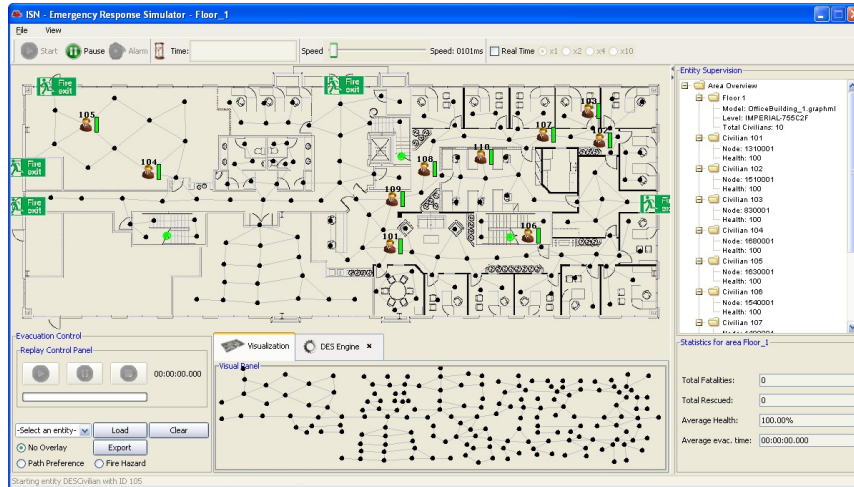 ISN - Emergency Response Simulator - Floor_1
File View
Start Pause Alarm Time: Speed Speed: 0101ms Real Time x1 x2 x4 x10
Fire exit
Fire exit
Fire exit
Fire exit
Fire exit
105
104
103
107
102
110
108
109
101
106
Entity Supervision
Area Overview
Floor 1
Model: OfficeBuilding_1.graphml
Level: IMPERIAL-755C2F
Total Civilians: 10
Civilian 101
Node: 1310001
Health: 100
Civilian 102
Node: 1510001
Health: 100
Civilian 103
Node: 830001
Health: 100
Civilian 104
Node: 1680001
Health: 100
Civilian 105
Node: 1630001
Health: 100
Civilian 106
Node: 1540001
Health: 100
Civilian 107
Evacuation Control
Replay Control Panel
00:00:00.000
-Select an entity- Load Clear
No Overlay Export
Path Preference Fire Hazard
Visualization DES Engine
Visual Panel
Statistics for area Floor_1
Total Fatalities: 0
Total Rescued: 0
Average Health: 100.00%
Average evac. time: 00:00:00.000
Starting entity DESCivilian with ID 105